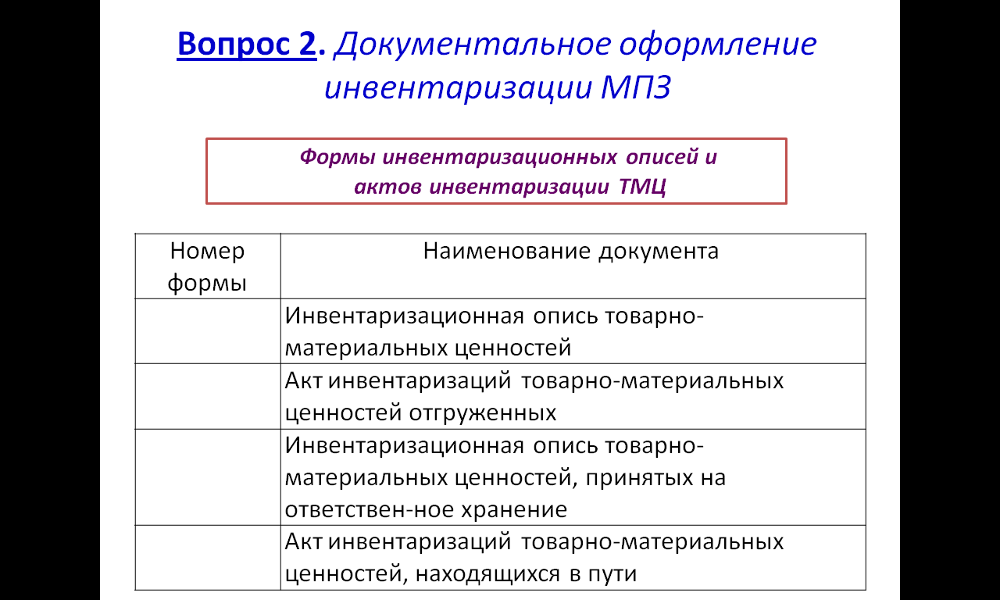 Вопрос 2. Документальное оформление
инвентаризации МПЗ
Формы инвентаризационных описей и
актов инвентаризации ТМЦ
Номер
формы
Наименование документа
Инвентаризационная опись товарно-
материальных ценностей
Акт инвентаризаций товарно-материальных
ценностей отгруженных
Инвентаризационная опись товарно-
материальных ценностей, принятых на
ответствен-ное хранение
Акт инвентаризаций товарно-материальных
ценностей, находящихся в пути